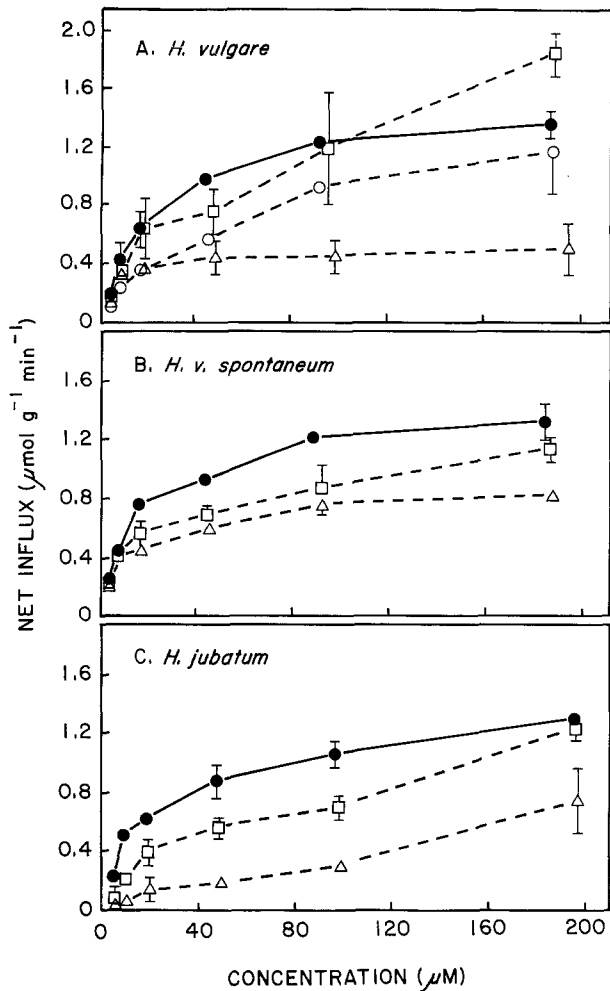 A. H. vulgare
2.0
1.6
1.2
0.8
0.4
0
B. H. v. spontaneum
1.6
1.2
0.8
0.4
0
C. H. jubatum
1.6
1.2
0.8
0.4
0
NET INFLUX (μmol g⁻¹ min⁻¹)
0 40 80 120 160 200
CONCENTRATION (μM)